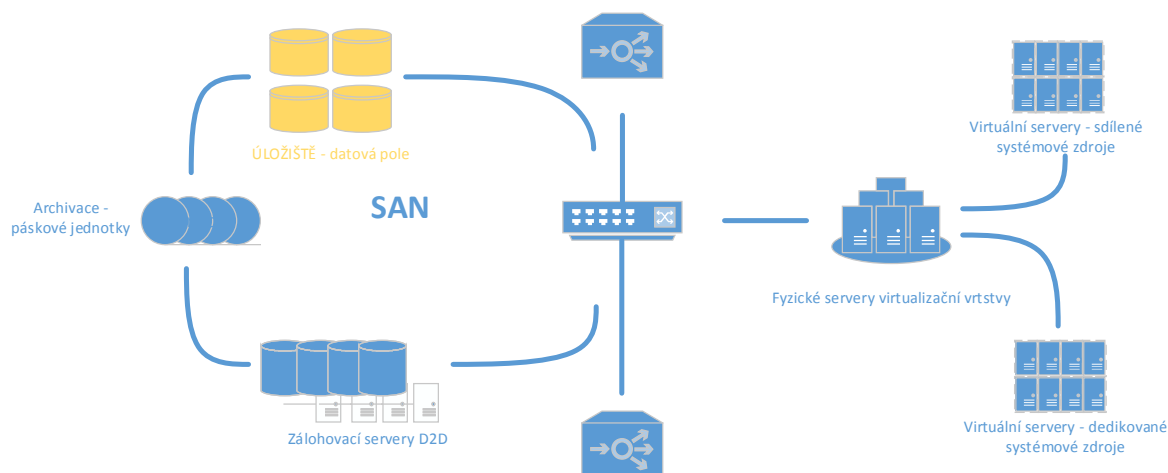 ÚLOŽIŠTĚ - datová pole
Archivace -
páskové jednotky
SAN
Zálohovací servery D2D
Fyzické servery virtualizační vrtstvy
Virtuální servery - sdílené
systémové zdroje
Virtuální servery - dedikované
systémové zdroje